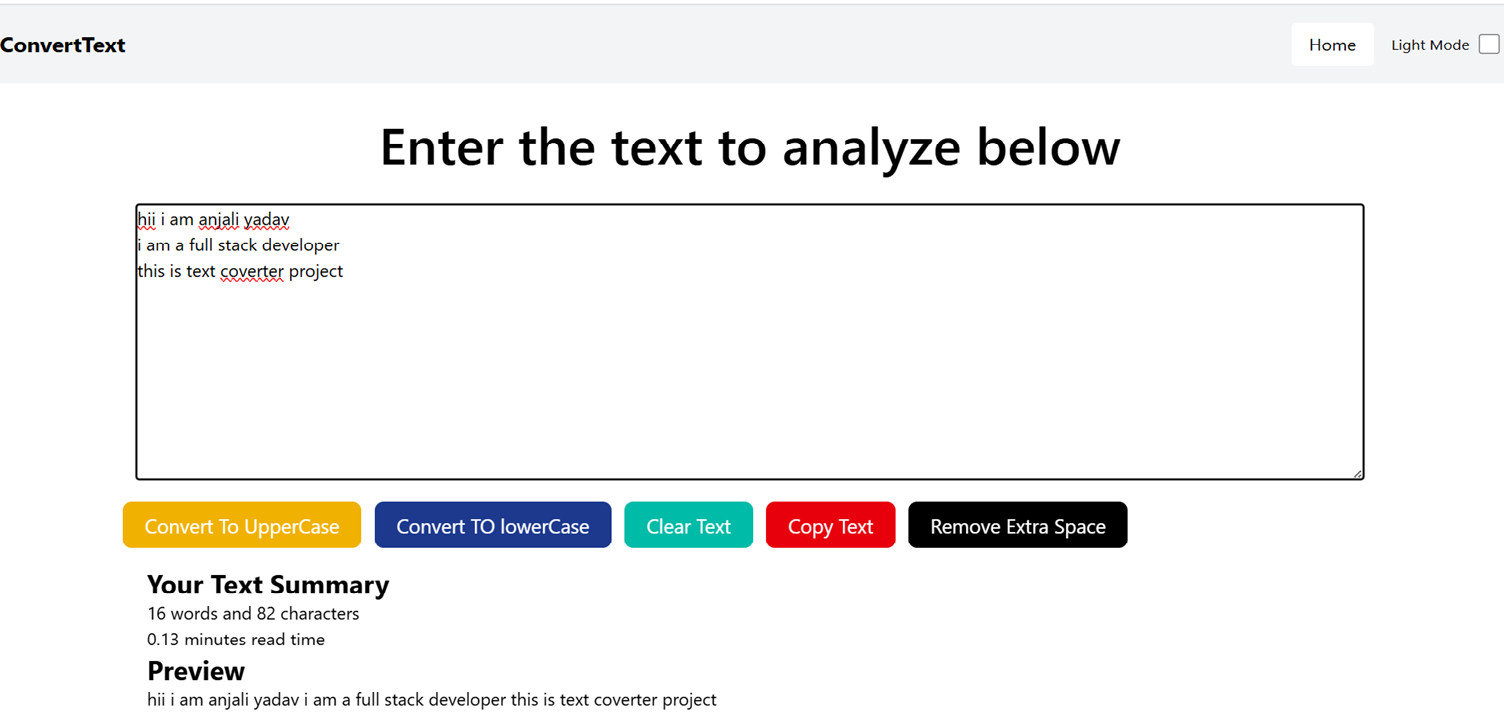 ConvertText
Home
Light Mode
Enter the text to analyze below
hii i am anjali yadav
i am a full stack developer
this is text coverter project
Convert To UpperCase
Convert TO lowerCase
Clear Text
Copy Text
Remove Extra Space
Your Text Summary
16 words and 82 characters
0.13 minutes read time
Preview
hii i am anjali yadav i am a full stack developer this is text coverter project